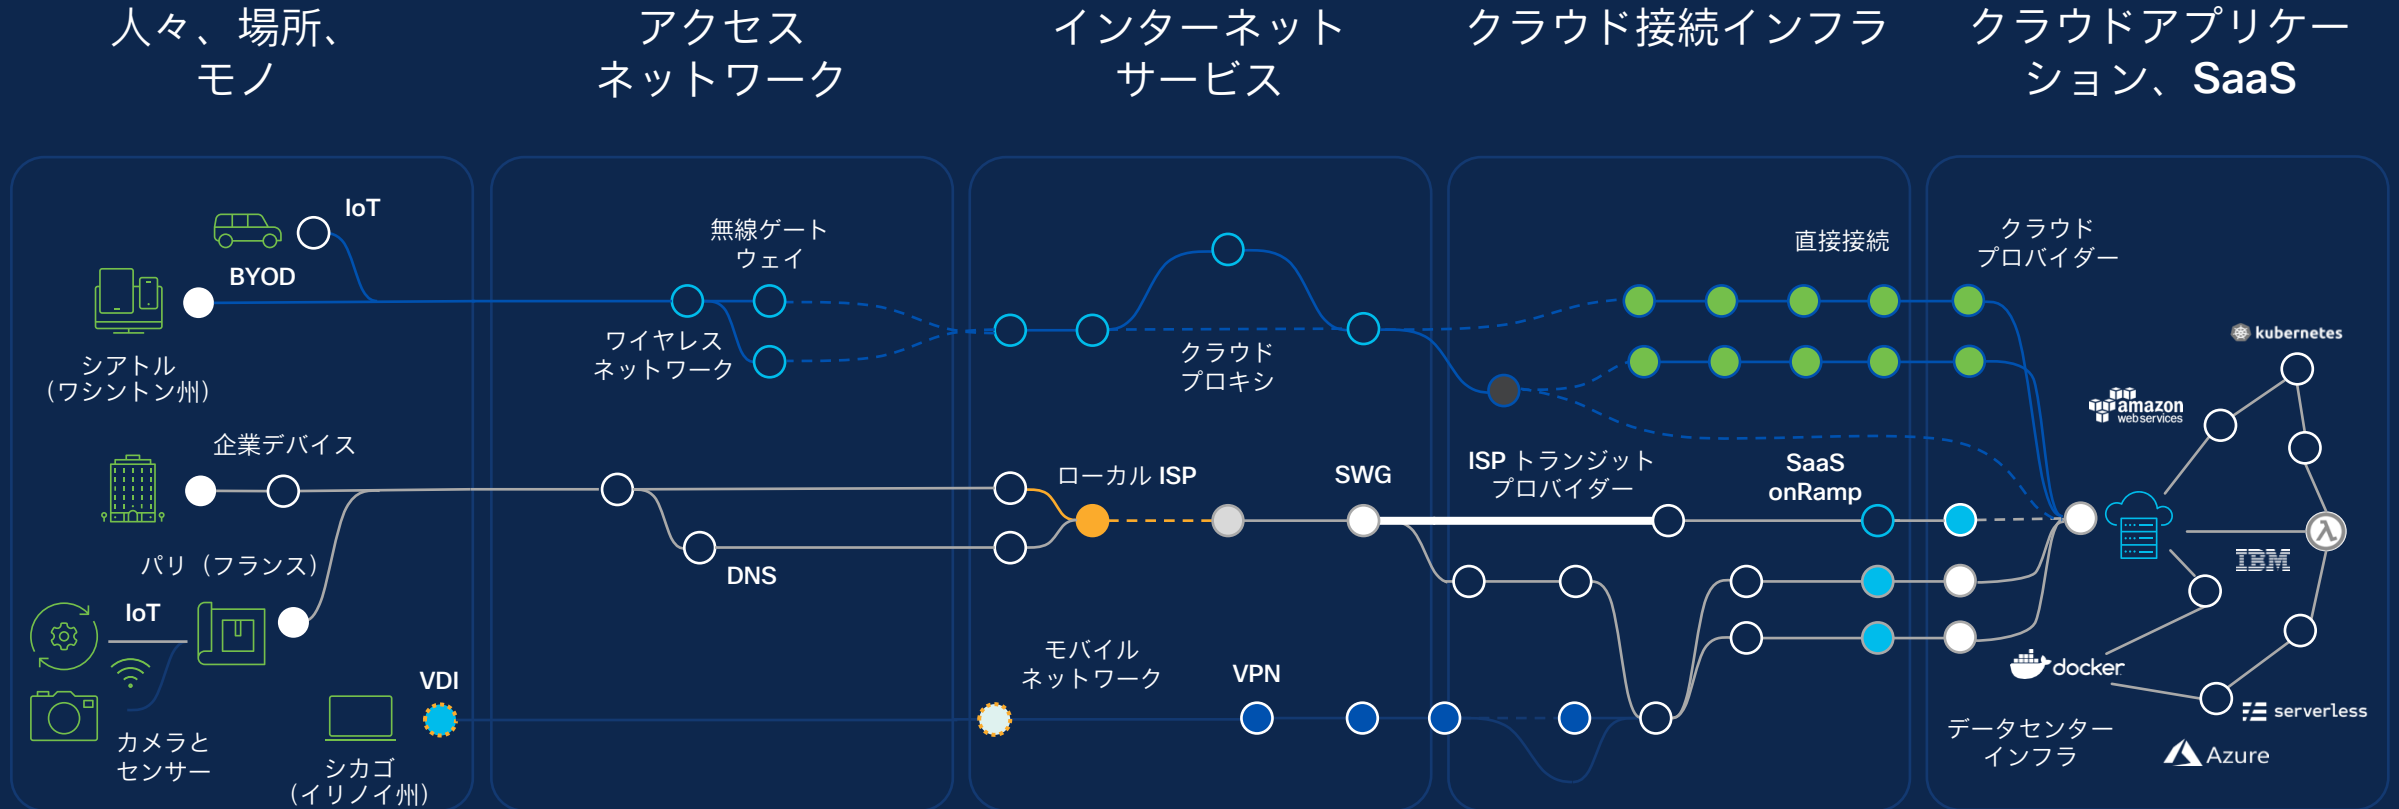 人々、場所、
モノ
アクセス
ネットワーク
インターネット
サービス
クラウド接続インフラ
クラウドアプリケー
ション、SaaS
IoT
BYOD
シアトル
（ワシントン州）
企業デバイス
パリ（フランス）
IoT
カメラと
センサー
VDI
シカゴ
（イリノイ州）
無線ゲート
ウェイ
ワイヤレス
ネットワーク
DNS
クラウド
プロキシ
ローカル ISP
SWG
モバイル
ネットワーク
VPN
直接接続
ISP トランジット
プロバイダー
SaaS
onRamp
クラウド
プロバイダー
kubernetes
amazon
webservices
λ
IBM
docker
serverless
データセンター
インフラ
Azure